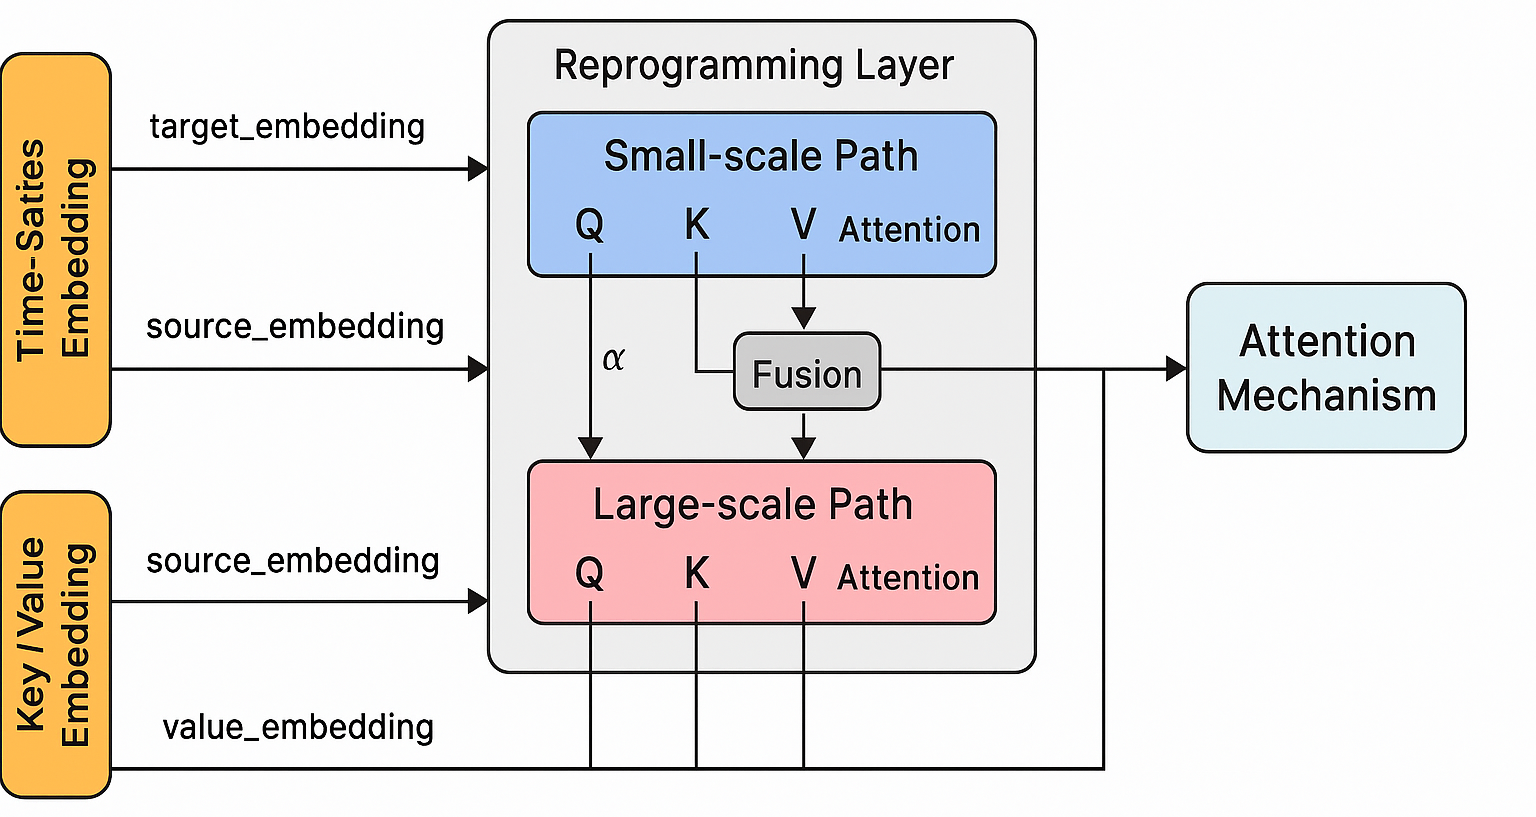 Reprogramming Layer
Time-Saties
Embedding
target_embedding
source_embedding
Small-scale Path
Q K V Attention
α
Fusion
Attention
Mechanism
Large-scale Path
Q K V Attention
Key / Value
Embedding
source_embedding
value_embedding